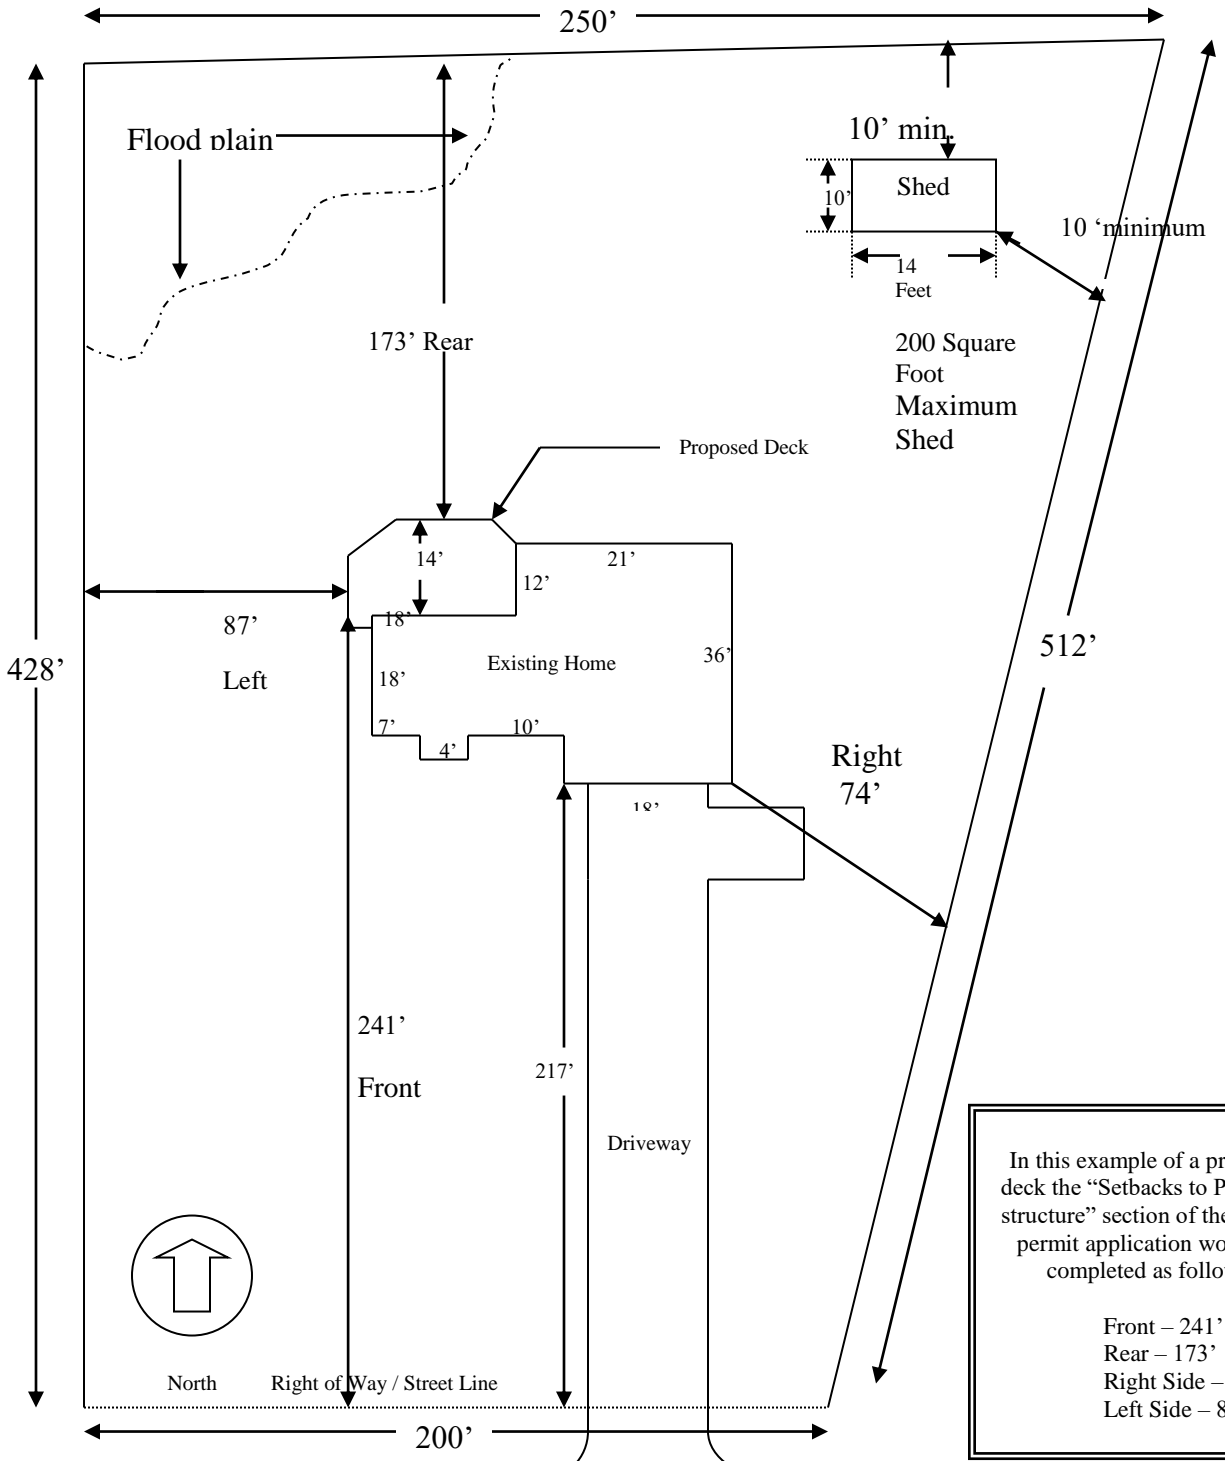 250’
Flood plain
10’ min.
Shed
10’
10 ‘minimum
14
Feet
173’ Rear
200 Square
Foot
Maximum
Shed
Proposed Deck
14’
21’
12’
18’
87’
Left
428’
512’
Existing Home
36’
18’
7’
10’
4’
Right
74’
18’
241’
Front
217’
Driveway
In this example of a pr
deck the “Setbacks to P
structure” section of the
permit application wo
completed as follo
Front – 241’
Rear – 173’
Right Side –
Left Side – 8
North
Right of Way / Street Line
200’